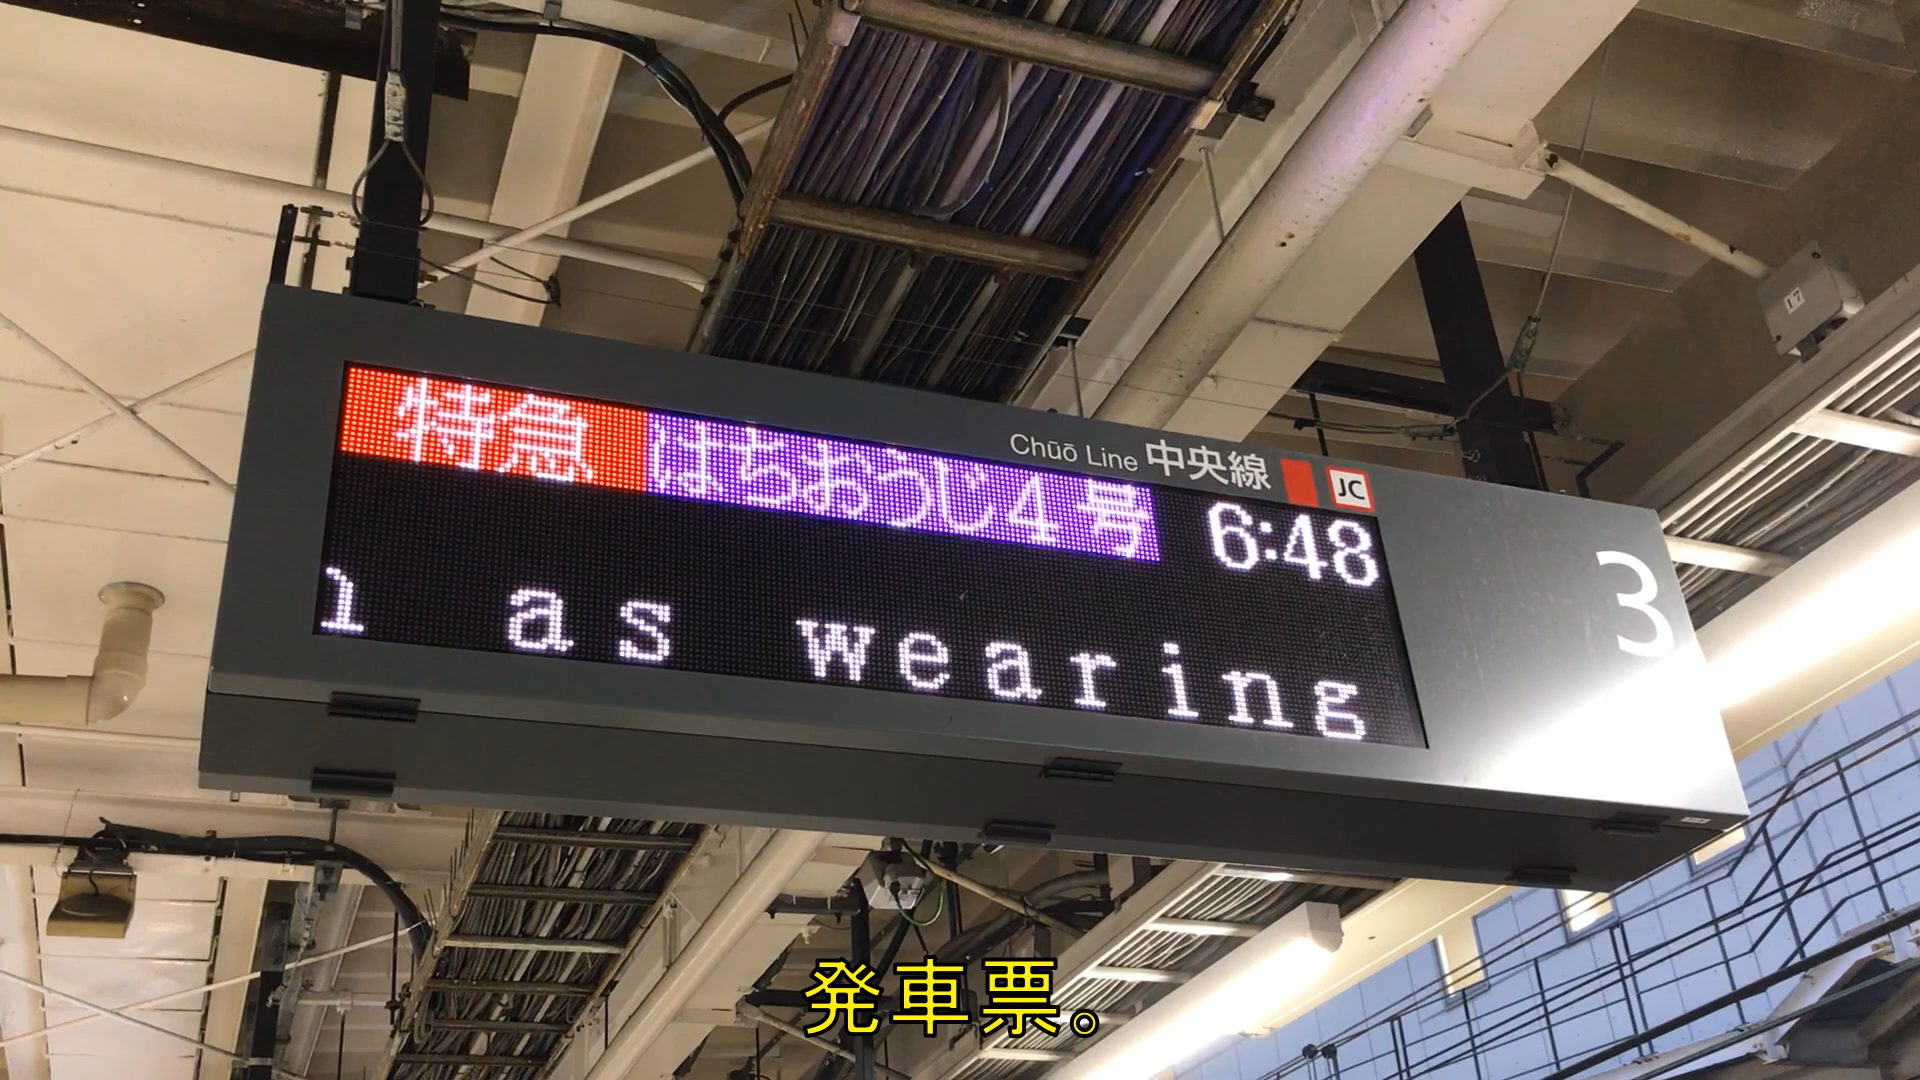 Chūō Line 中央線 JC
特急 はちおうじ4号 6:48
3
as wearing
17
発車票。